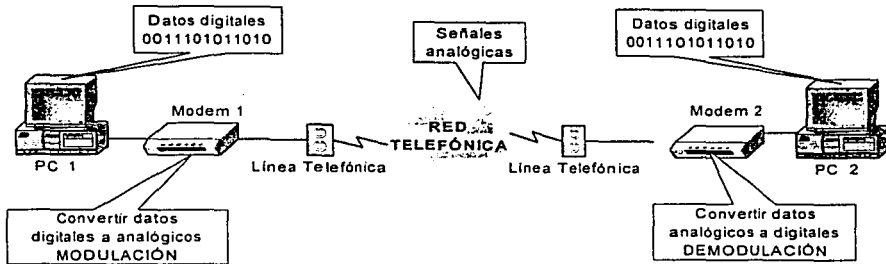 Datos digitales
0011101011010
Señales
analógicas
Datos digitales
0011101011010
Modem 1
Modem 2
RED
TELEFÓNICA
PC 1
Línea Telefónica
Línea Telefónica
PC 2
Convertír datos
digitales a analógicos
MODULACIÓN
Convertir datos
analógicos a digitales
DEMODULACIÓN